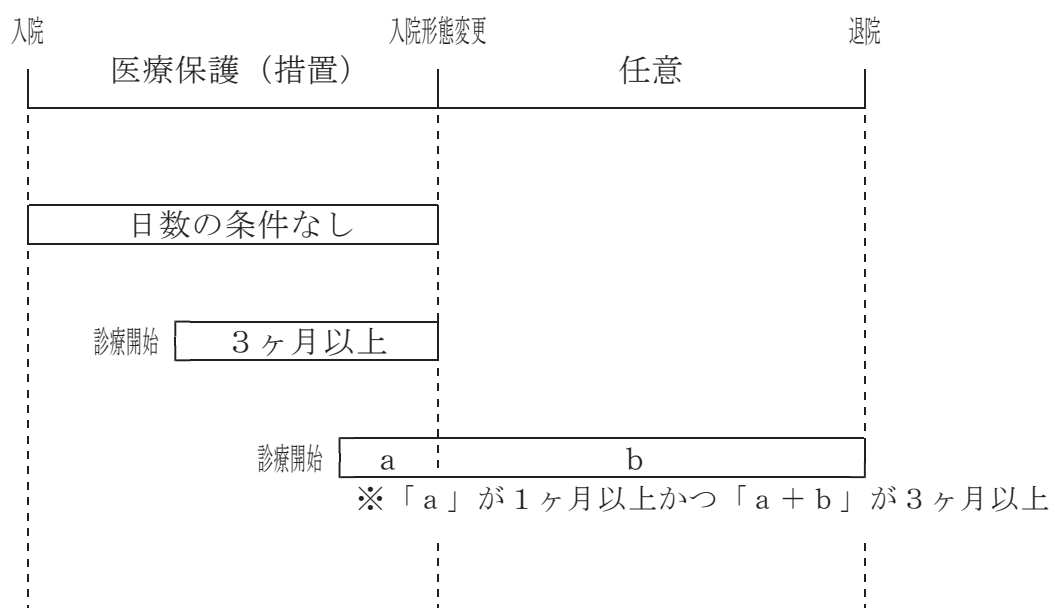 入院 入院形態変更 退院
医療保護（措置） 任意
日数の条件なし
診療開始 ３ヶ月以上
診療開始 a b
※「a」が１ヶ月以上かつ「a＋b」が３ヶ月以上